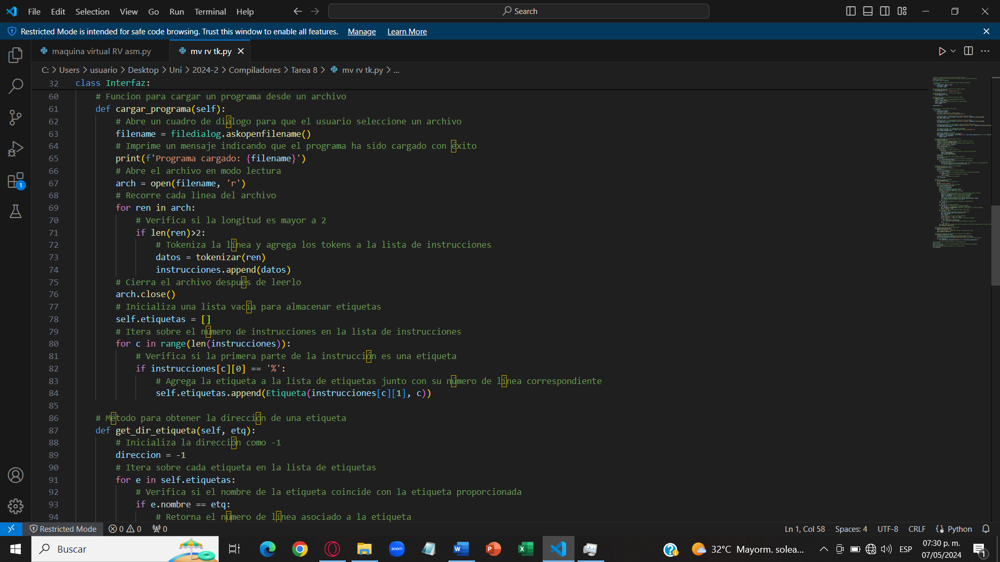 File Edit Selection View Go Run Terminal Help Search
Restricted Mode is intended for safe code browsing. Trust this window to enable all features. Manage Learn More
maquina virtual RV asm.py mv rv tk.py
C: > Users > usuario > Desktop > Uni > 2024-2 > Compiladores > Tarea 8 > mv rv tk.py > ...
32 class Interfaz:
60 # Funcion para cargar un programa desde un archivo
61 def cargar_programa(self):
62 # Abre un cuadro de diálogo para que el usuario seleccione un archivo
63 filename = filedialog.askopenfilename()
64 # Imprime un mensaje indicando que el programa ha sido cargado con éxito
65 print(f'Programa cargado: {filename}')
66 # Abre el archivo en modo lectura
67 arch = open(filename, 'r')
68 # Recorre cada linea del archivo
69 for ren in arch:
70 # Verifica si la longitud es mayor a 2
71 if len(ren)>2:
72 # Tokeniza la línea y agrega los tokens a la lista de instrucciones
73 datos = tokenizar(ren)
74 instrucciones.append(datos)
75 # Cierra el archivo después de leerlo
76 arch.close()
77 # Inicializa una lista vacía para almacenar etiquetas
78 self.etiquetas = []
79 # Itera sobre el número de instrucciones en la lista de instrucciones
80 for c in range(len(instrucciones)):
81 # Verifica si la primera parte de la instrucción es una etiqueta
82 if instrucciones[c][0] == '%':
83 # Agrega la etiqueta a la lista de etiquetas junto con su número de línea correspondiente
84 self.etiquetas.append(Etiqueta(instrucciones[c][1], c))
85
86 # Método para obtener la dirección de una etiqueta
87 def get_dir_etiqueta(self, etq):
88 # Inicializa la dirección como -1
89 direccion = -1
90 # Itera sobre cada etiqueta en la lista de etiquetas
91 for e in self.etiquetas:
92 # Verifica si el nombre de la etiqueta coincide con la etiqueta proporcionada
93 if e.nombre == etq:
94 # Retorna el número de línea asociado a la etiqueta
1
Restricted Mode 0 0 0 Ln 1, Col 58 Spaces: 4 UTF-8 CRLF Python
Buscar zoom 32°C Mayorm. solea... ESP 07:30 p. m.
07/05/2024 1